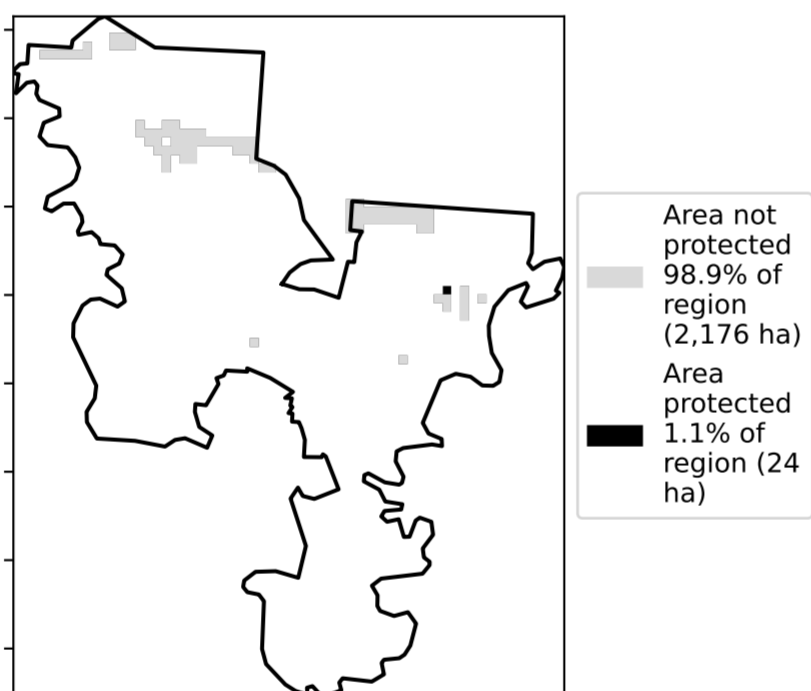 Area not
protected
98.9% of
region
(2,176 ha)
Area
protected
1.1% of
region (24
ha)